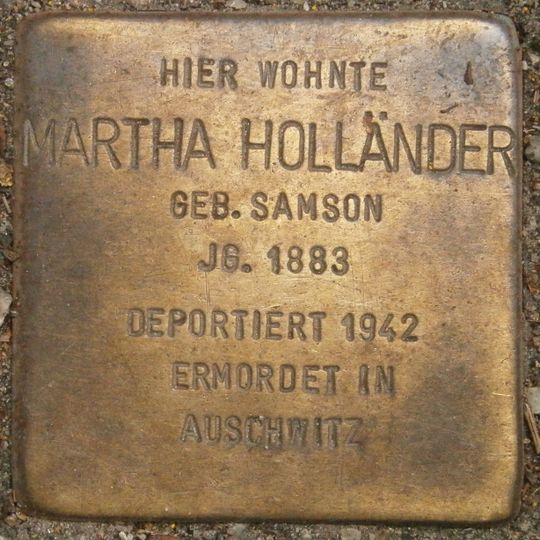 HIER WOHNTE
MARTHA HOLLÄNDER
GEB. SAMSON
JG. 1883
DEPORTIERT 1942
ERMORDET IN
AUSCHWITZ